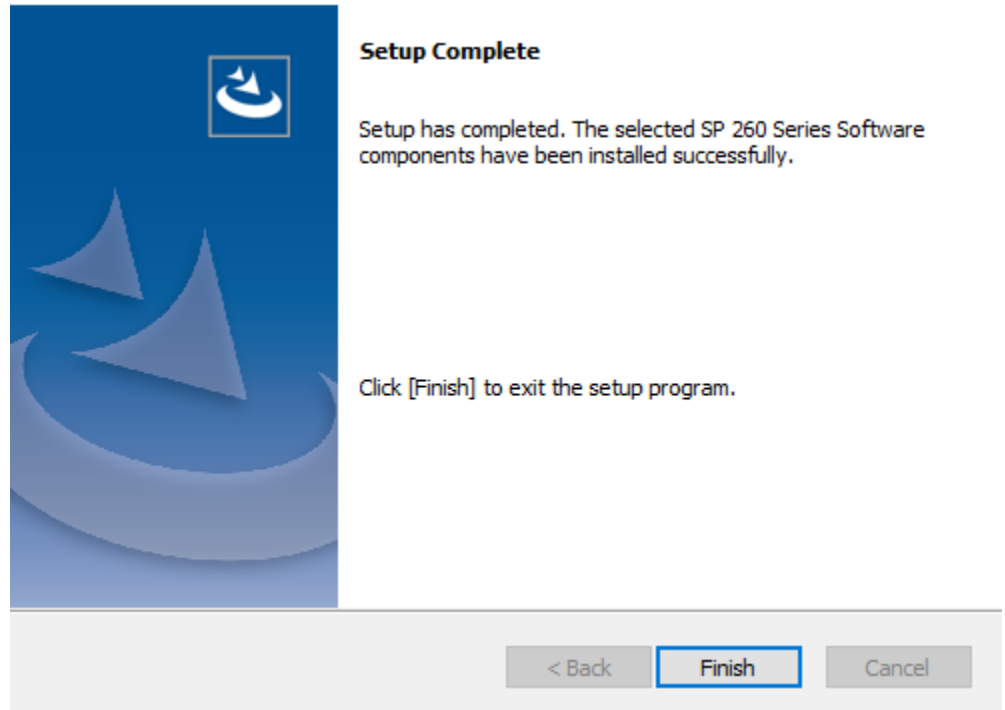 Setup Complete
Setup has completed. The selected SP 260 Series Software
components have been installed successfully.
Click [Finish] to exit the setup program.
< Back
Finish
Cancel